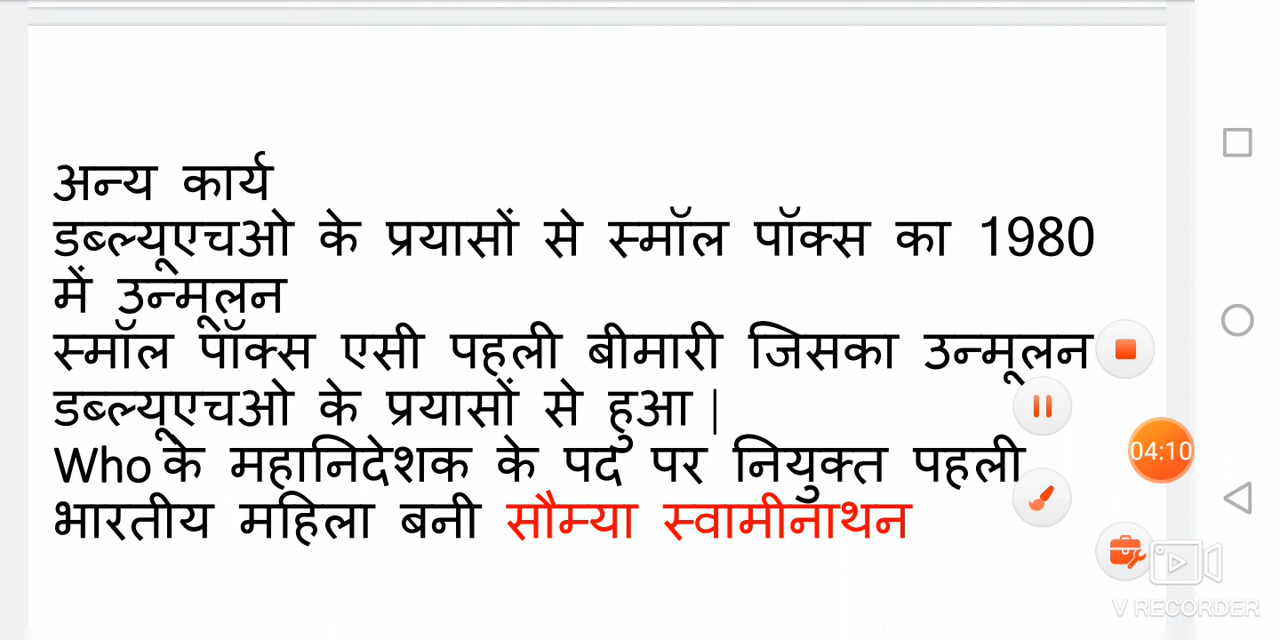 अन्य कार्य
डब्ल्यूएचओ के प्रयासों से स्मॉल पॉक्स का 1980
में उन्मूलन
स्मॉल पॉक्स एसी पहली बीमारी जिसका उन्मूलन
डब्ल्यूएचओ के प्रयासों से हुआ |
Who के महानिदेशक के पद पर नियुक्त पहली
भारतीय महिला बनी सौम्या स्वामीनाथन
04:10
V RECORDER